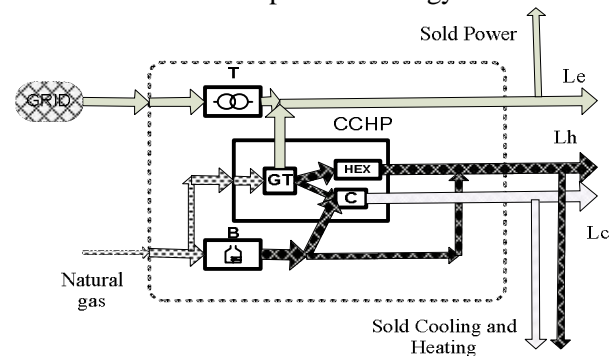 Sold Power
T
Le
GRID
CCHP
Lh
HEX
GT
C
Lc
B
Natural
gas
Sold Cooling and
Heating